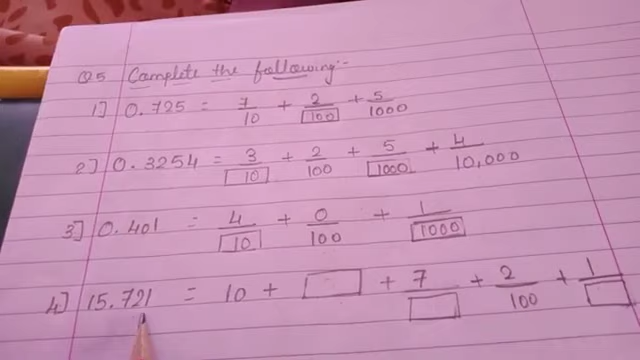 Q5 Complete the following:-
1] 0.725 = 7/10 + 2/100 + 5/1000
2] 0.3254 = 3/10 + 2/100 + 5/1000 + 4/10,000
3] 0.401 = 4/10 + 0/100 + 1/1000
4] 15.721 = 10 + □ + 7/□ + 2/100 + 1/□